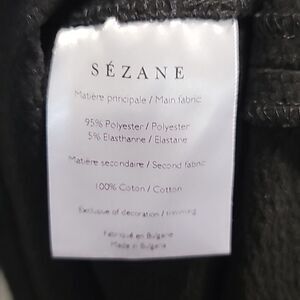 SÉZANE
Matière principale / Main fabric
95% Polyester / Polyester
5% Elasthanne / Elastane
Matière secondaire / Second fabric
100% Coton / Cotton
Exclusive of decoration / trimming
Fabriqué en Bulgarie
Made in Bulgaria